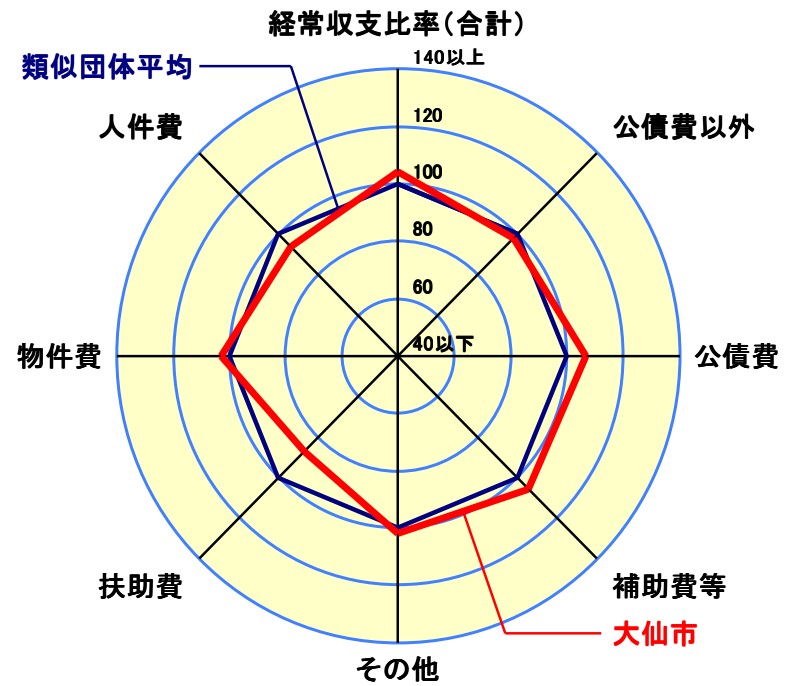 経常収支比率(合計)
140以上
類似団体平均
120
人件費
公債費以外
100
80
60
40以下
物件費
公債費
扶助費
補助費等
大仙市
その他